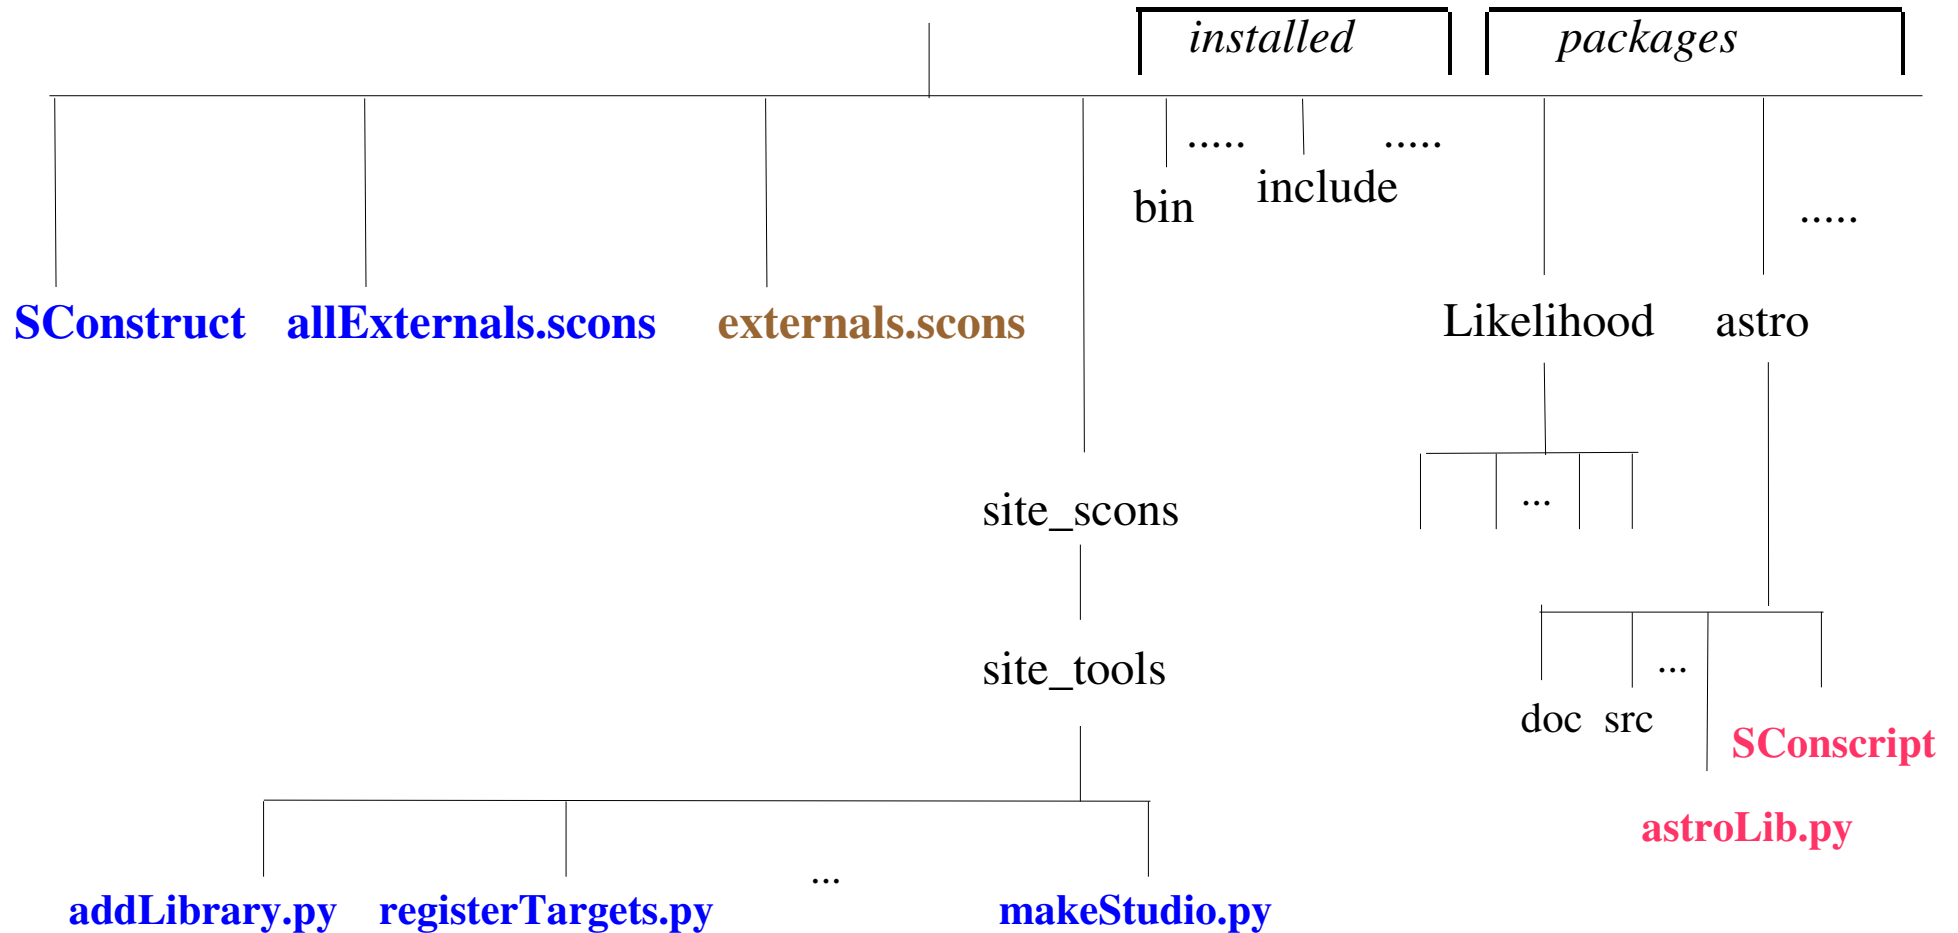 installed packages
..... .....
bin include
.....
SConstruct allExternals.scons externals.scons Likelihood astro
...
site_scons
site_tools
...
doc src
SConscript
astroLib.py
...
addLibrary.py registerTargets.py makeStudio.py